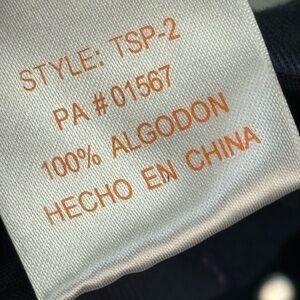 STYLE: TSP-2
PA # 01567
100% ALGODON
HECHO EN CHINA